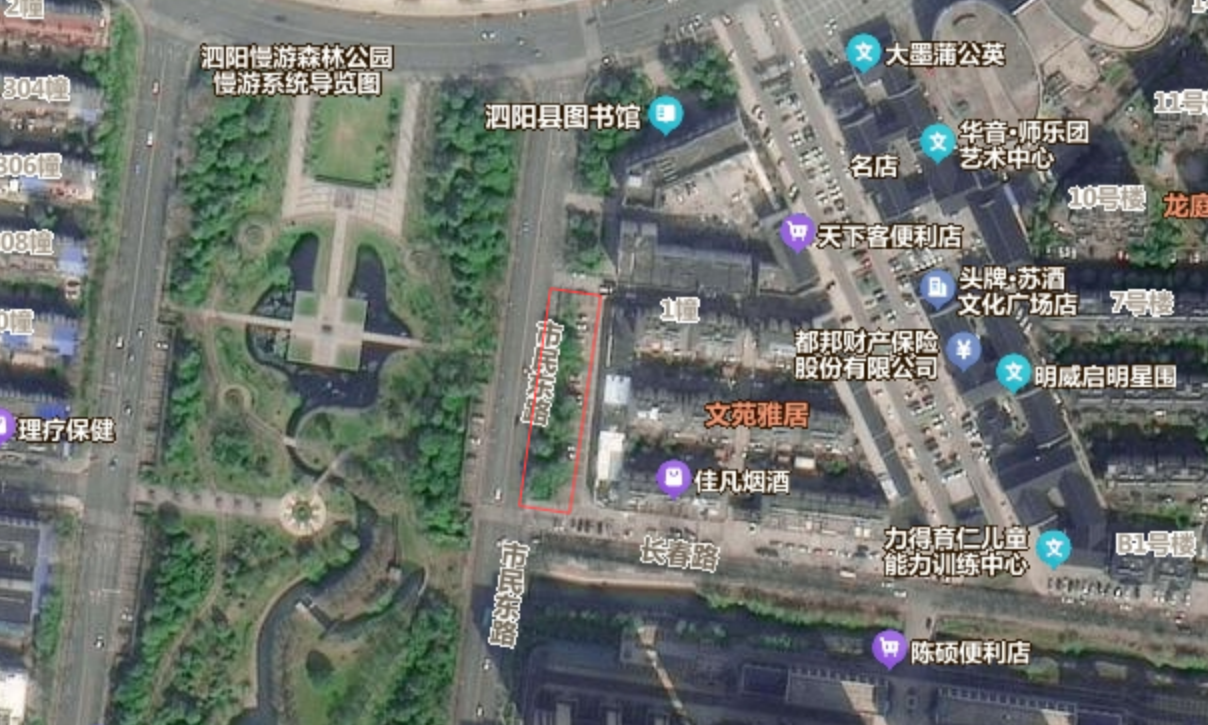 2幢
304幢
306幢
08幢
0幢
理疗保健
泗阳慢游森林公园
慢游系统导览图
泗阳县图书馆
大墨蒲公英
华音·师乐团
艺术中心
名店
11号
10号楼
龙庭
天下客便利店
头牌·苏酒
文化广场店
7号楼
1幢
都邦财产保险
股份有限公司
明威启明星围
市民东路
文苑雅居
佳凡烟酒
长春路
力得育仁儿童
能力训练中心
B1号楼
市民东路
陈硕便利店